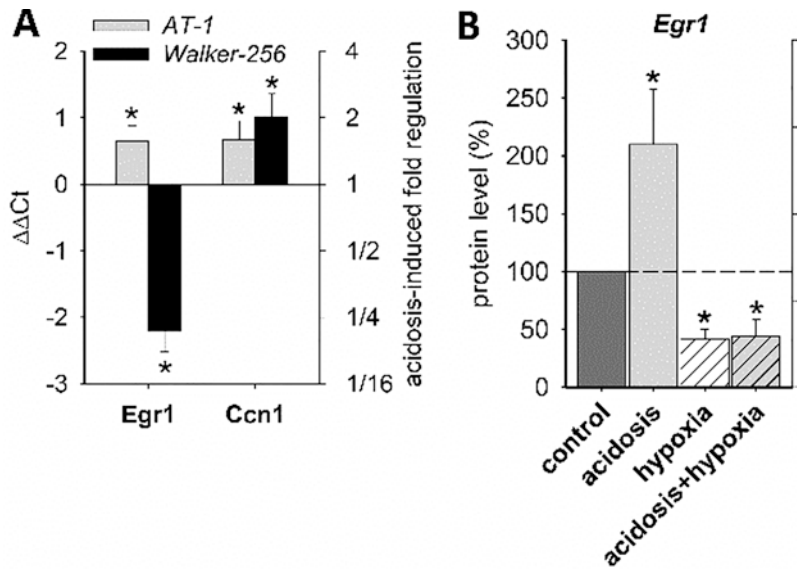 A
AT-1
Walker-256
2
1
0
-1
-2
-3
ΔΔCt
*
*
*
*
4
2
1
1/2
1/4
1/16
acidosis-induced fold regulation
Egr1
Ccn1
B
Egr1
300
250
200
150
100
50
0
protein level (%)
*
*
*
control
acidosis
hypoxia
acidosis+hypoxia